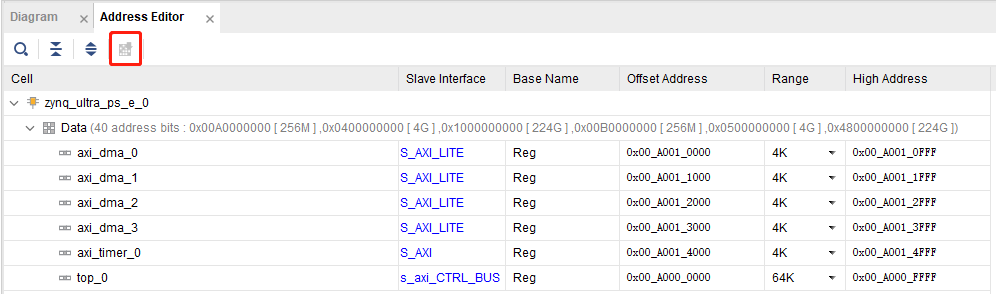 Diagram × Address Editor ×
Cell Slave Interface Base Name Offset Address Range High Address
zynq_ultra_ps_e_0
Data (40 address bits : 0x00A0000000 [ 256M ] ,0x0400000000 [ 4G ] ,0x1000000000 [ 224G ] ,0x00B0000000 [ 256M ] ,0x0500000000 [ 4G ] ,0x4800000000 [ 224G ])
axi_dma_0 S_AXI_LITE Reg 0x00_A001_0000 4K 0x00_A001_0FFF
axi_dma_1 S_AXI_LITE Reg 0x00_A001_1000 4K 0x00_A001_1FFF
axi_dma_2 S_AXI_LITE Reg 0x00_A001_2000 4K 0x00_A001_2FFF
axi_dma_3 S_AXI_LITE Reg 0x00_A001_3000 4K 0x00_A001_3FFF
axi_timer_0 S_AXI Reg 0x00_A001_4000 4K 0x00_A001_4FFF
top_0 s_axi_CTRL_BUS Reg 0x00_A000_0000 64K 0x00_A000_FFFF